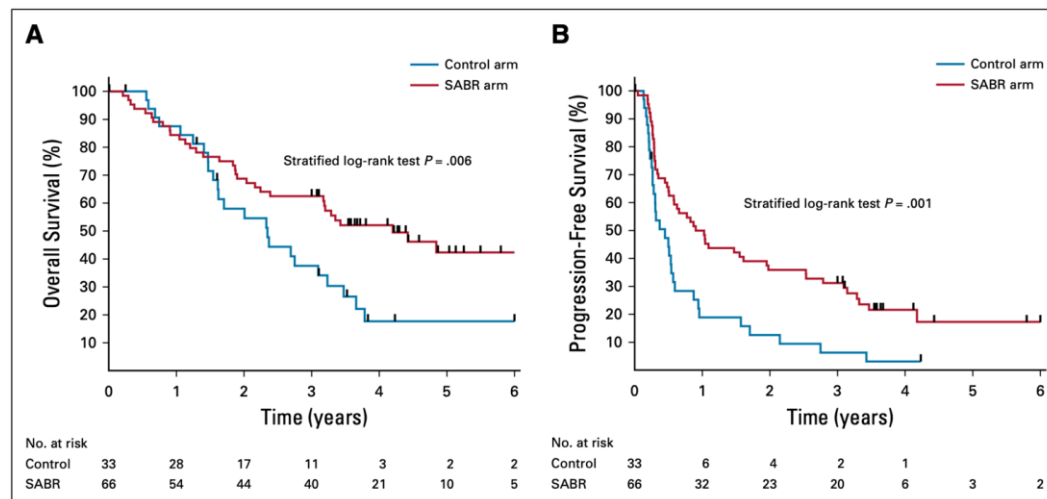 A
Control arm
SABR arm
Overall Survival (%)
100
90
80
70
60
50
40
30
20
10
Stratified log-rank test P = .006
0 1 2 3 4 5 6
Time (years)
No. at risk
Control 33 28 17 11 3 2 2
SABR 66 54 44 40 21 10 5
B
Control arm
SABR arm
Progression-Free Survival (%)
100
90
80
70
60
50
40
30
20
10
Stratified log-rank test P = .001
0 1 2 3 4 5 6
Time (years)
No. at risk
Control 33 6 4 2 1
SABR 66 32 23 20 6 3 2